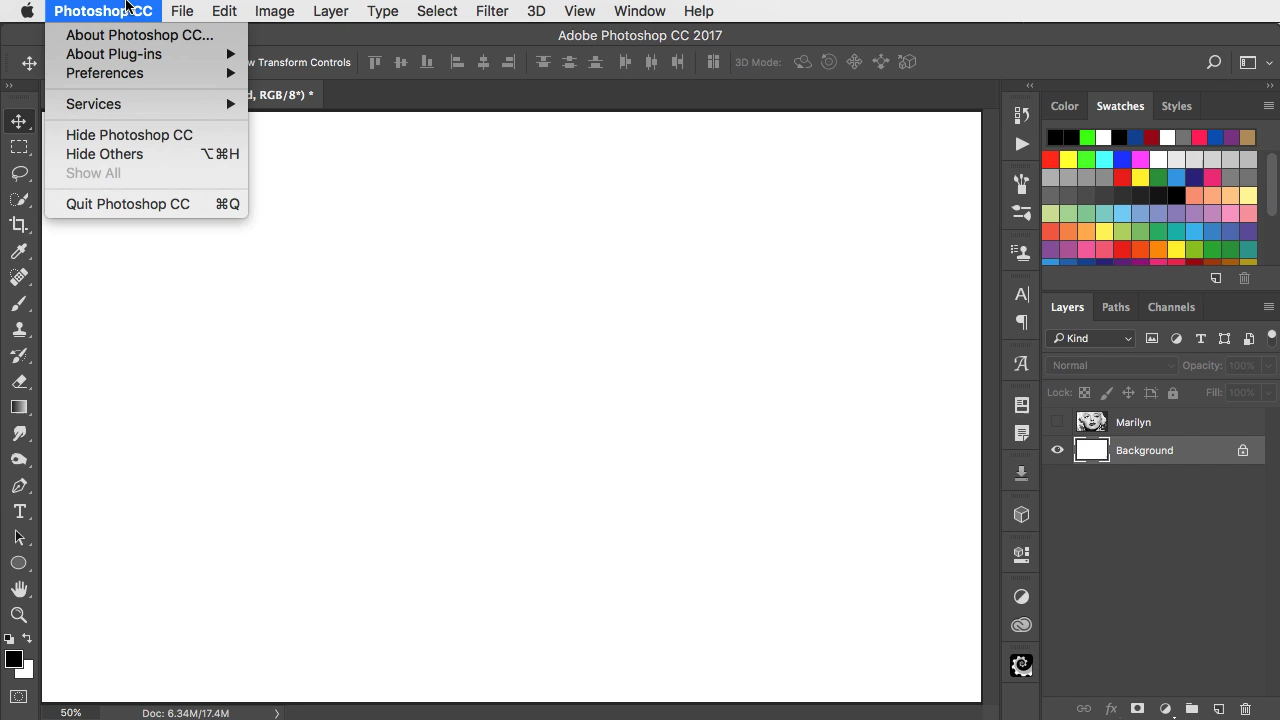 Photoshop CC File Edit Image Layer Type Select Filter 3D View Window Help
Adobe Photoshop CC 2017
About Photoshop CC...
About Plug-ins
Preferences
Services
Hide Photoshop CC
Hide Others ⌥⌘H
Show All
Quit Photoshop CC ⌘Q
w Transform Controls
3D Mode:
d, RGB/8*) *
Color Swatches Styles
Layers Paths Channels
Kind
Normal Opacity: 100%
Lock: Fill: 100%
Marilyn
Background
50% Doc: 6.34M/17.4M